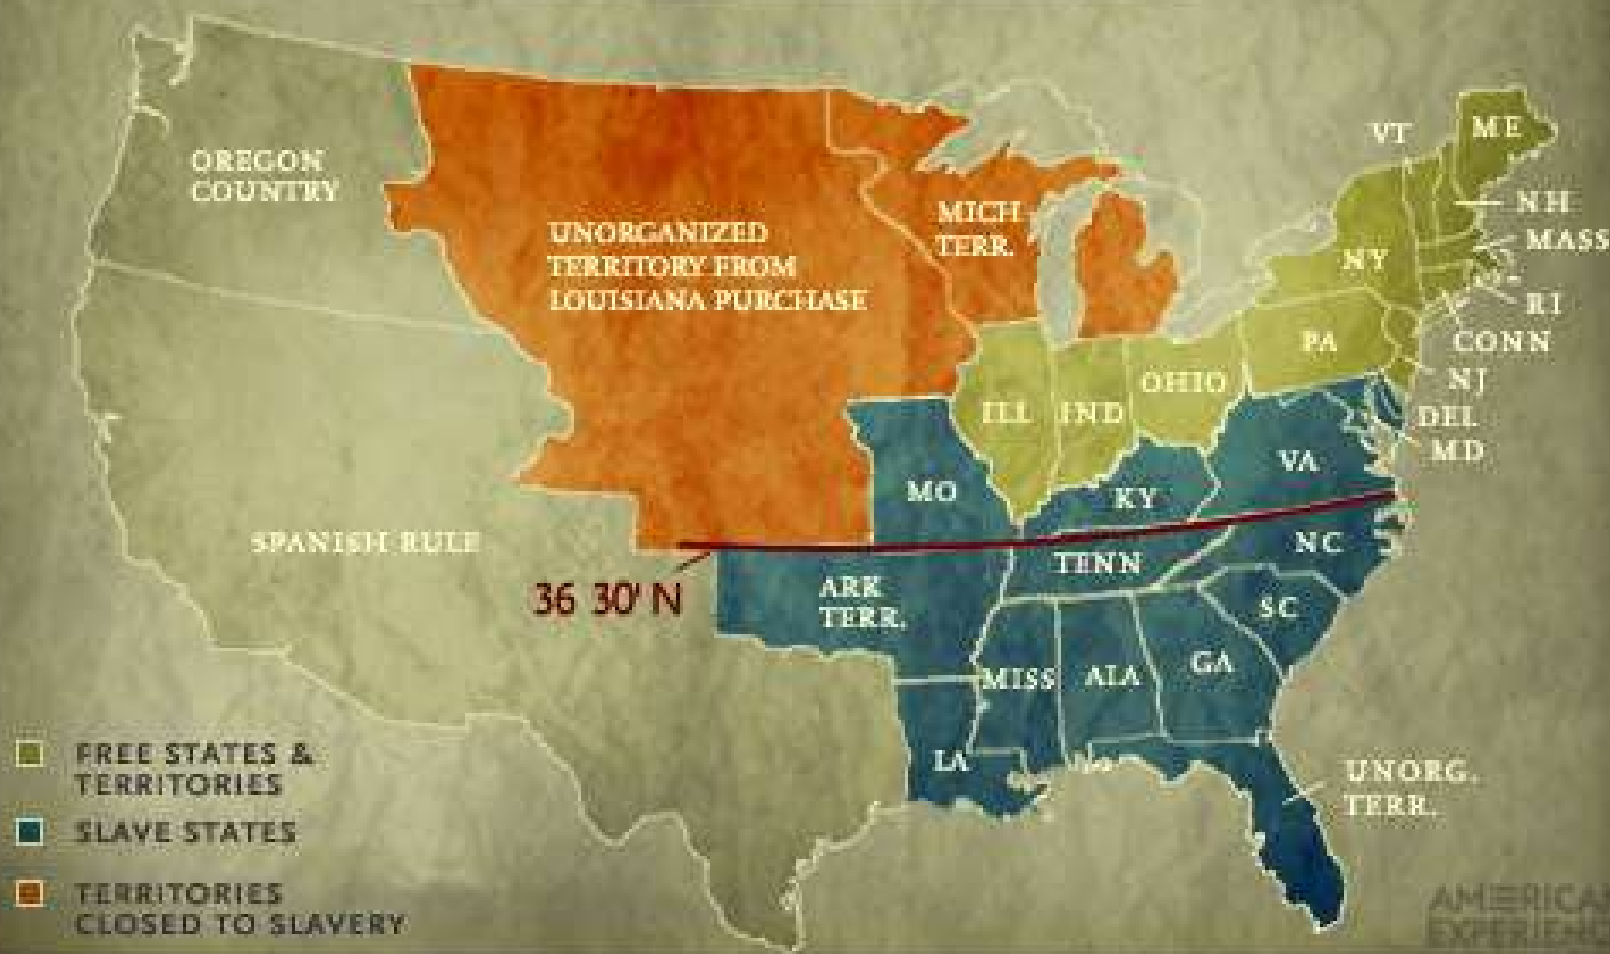 OREGON
COUNTRY
UNORGANIZED
TERRITORY FROM
LOUISIANA PURCHASE
MICH
TERR.
VT
ME
NH
MASS
NY
RI
CONN
PA
NJ
DEL
MD
ILL
IND
OHIO
MO
KY
VA
SPANISH RULE
36 30' N
ARK
TERR.
TENN
NC
SC
MISS
ALA
GA
LA
UNORG.
TERR.
FREE STATES &
TERRITORIES
SLAVE STATES
TERRITORIES
CLOSED TO SLAVERY
AMERICAN
EXPERIENC